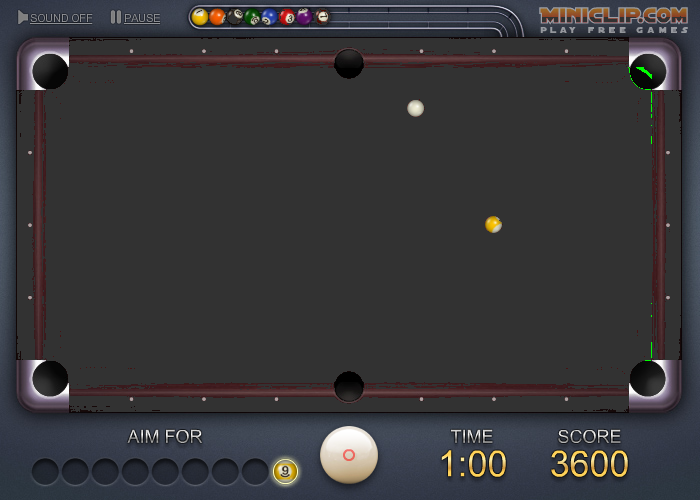 SOUND OFF
PAUSE
MINICLIP.COM
PLAY FREE GAMES
AIM FOR
9
TIME
1:00
SCORE
3600